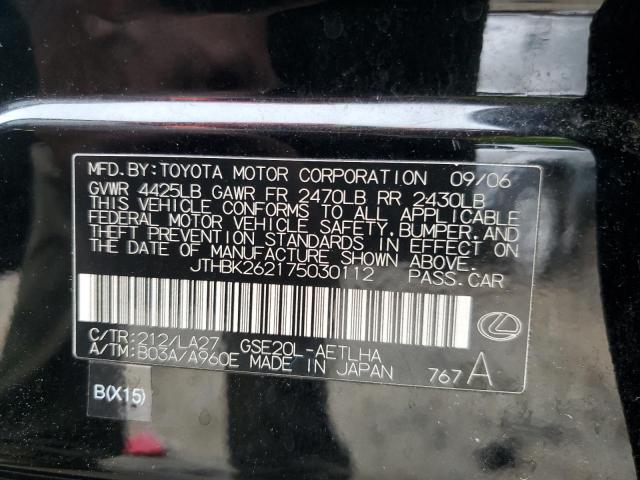 MFD.BY:TOYOTA MOTOR CORPORATION 09/06
GVWR 4425LB GAWR FR 2470LB RR 2430LB
THIS VEHICLE CONFORMS TO ALL APPLICABLE
FEDERAL MOTOR VEHICLE SAFETY,BUMPER,AND
THEFT PREVENTION STANDARDS IN EFFECT ON
THE DATE OF MANUFACTURE SHOWN ABOVE.
JTHBK262175030112 PASS.CAR
C/TR:212/LA27 GSE20L-AETLHA
A/TM:B03A/A960E MADE IN JAPAN 767 A
B(X15)